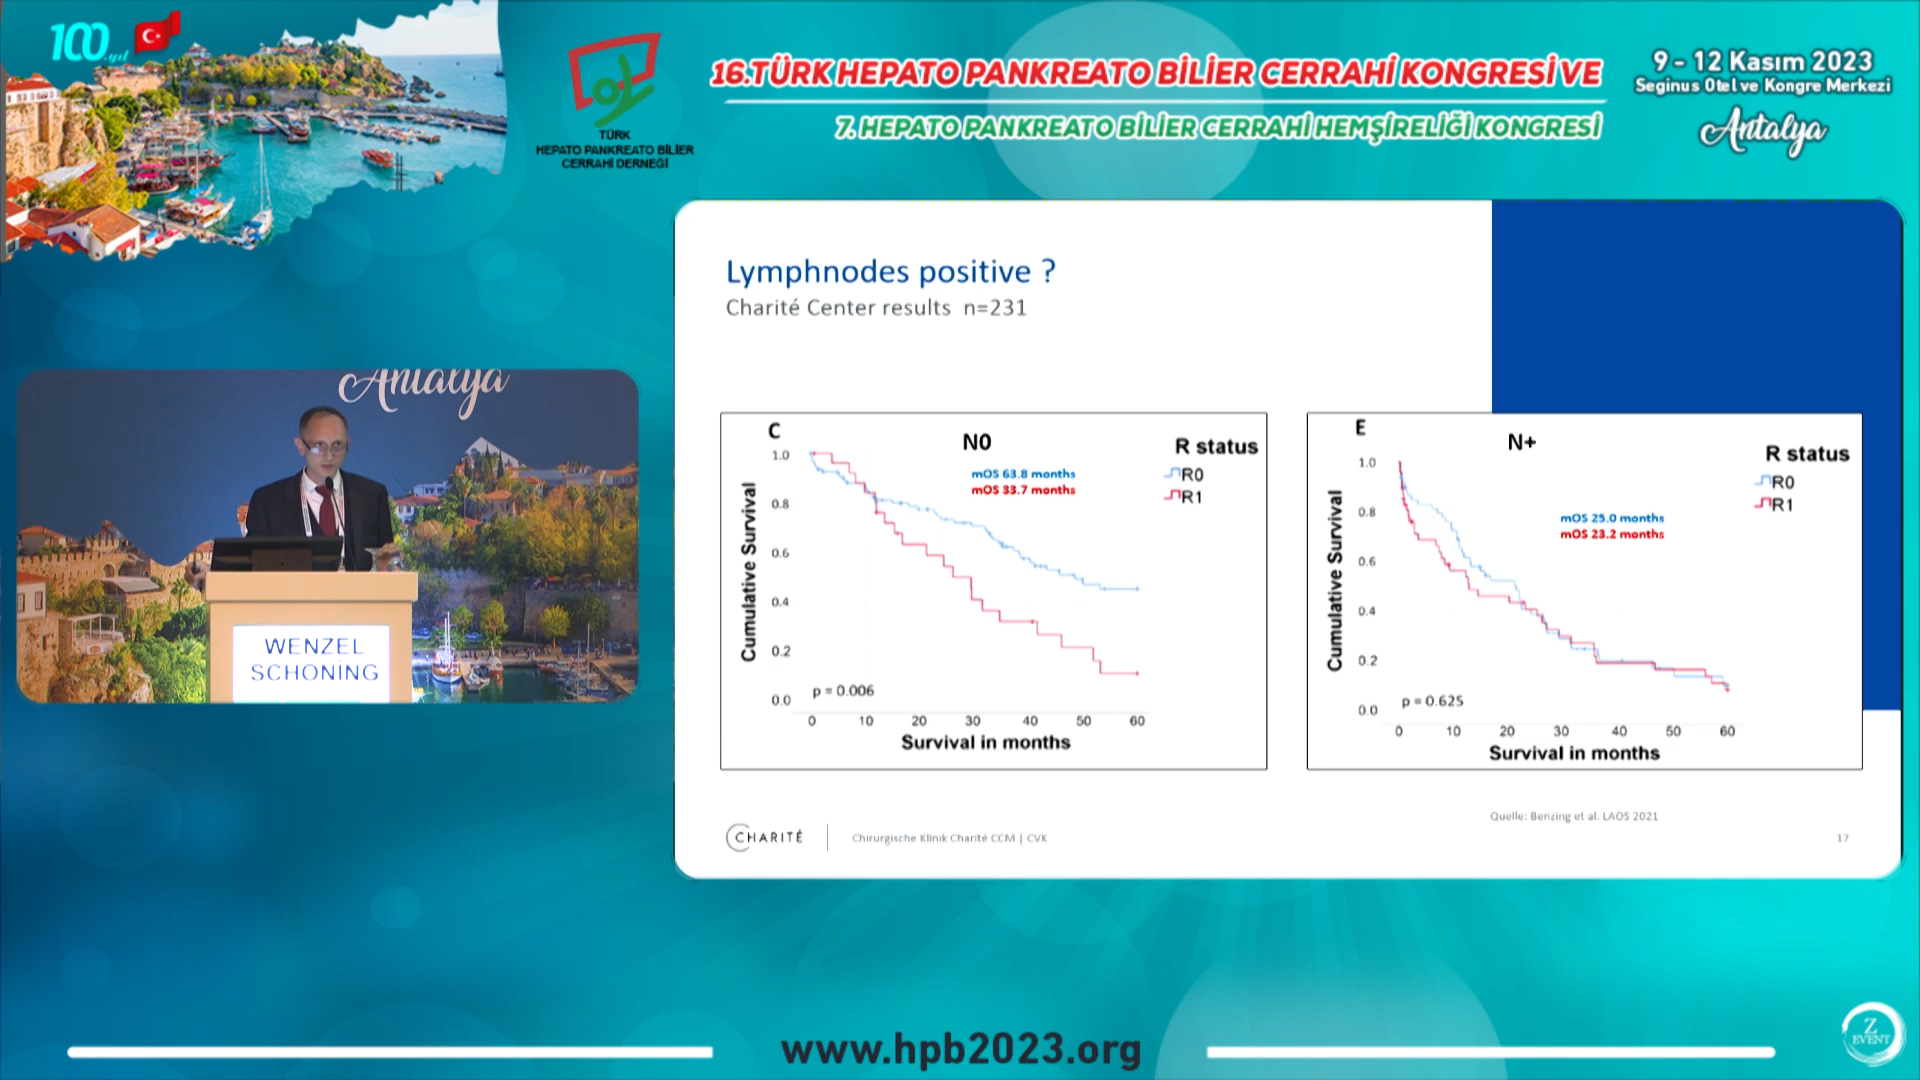 100.yıl
TÜRK
HEPATO PANKREATO BİLİER
CERRAHİ DERNEĞİ
16.TÜRK HEPATO PANKREATO BİLİER CERRAHİ KONGRESİ VE
7. HEPATO PANKREATO BİLİER CERRAHİ HEMŞİRELİĞİ KONGRESİ
9 - 12 Kasım 2023
Seginus Otel ve Kongre Merkezi
Antalya
Antalya
WENZEL
SCHONING
Lymphnodes positive ?
Charité Center results n=231
C
N0
R status
R0
R1
mOS 63.8 months
mOS 33.7 months
Cumulative Survival
1.0
0.8
0.6
0.4
0.2
0.0
p = 0.006
0 10 20 30 40 50 60
Survival in months
E
N+
R status
R0
R1
mOS 25.0 months
mOS 23.2 months
Cumulative Survival
1.0
0.8
0.6
0.4
0.2
0.0
p = 0.625
0 10 20 30 40 50 60
Survival in months
Quelle: Benzing et al. LAOS 2021
CHARITÉ
Chirurgische Klinik Charité CCM | CVK
17
www.hpb2023.org
Z
EVENT